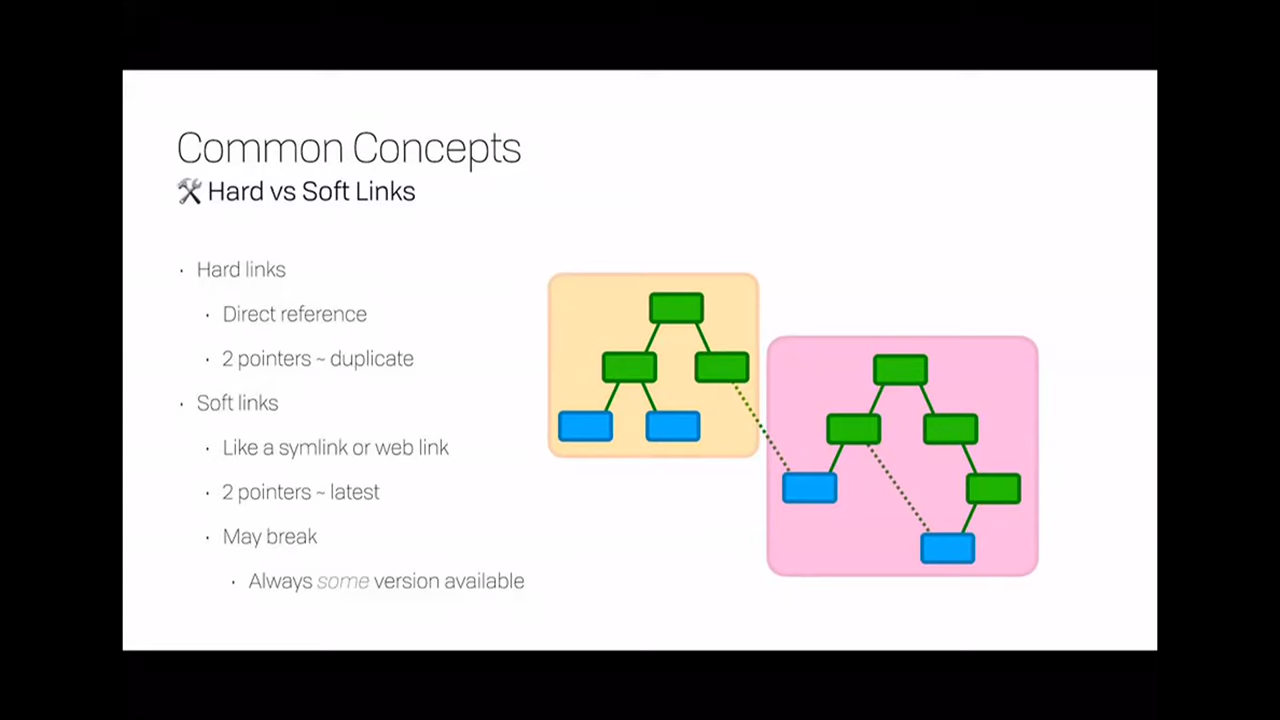 Common Concepts
🛠 Hard vs Soft Links
· Hard links
· Direct reference
· 2 pointers ~ duplicate
· Soft links
· Like a symlink or web link
· 2 pointers ~ latest
· May break
· Always some version available